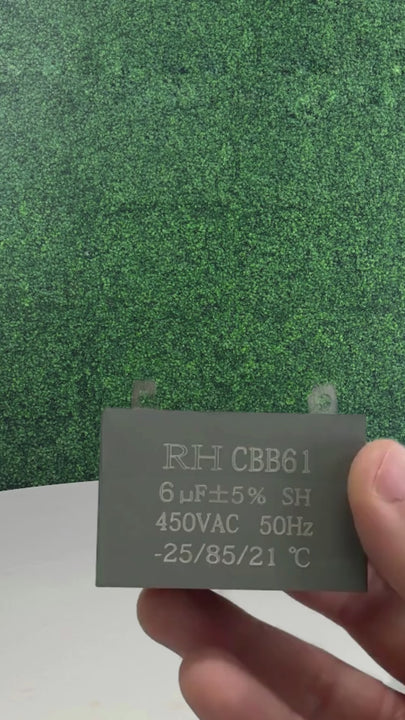 RH CBB61
6μF±5% SH
450VAC 50Hz
-25/85/21 ℃